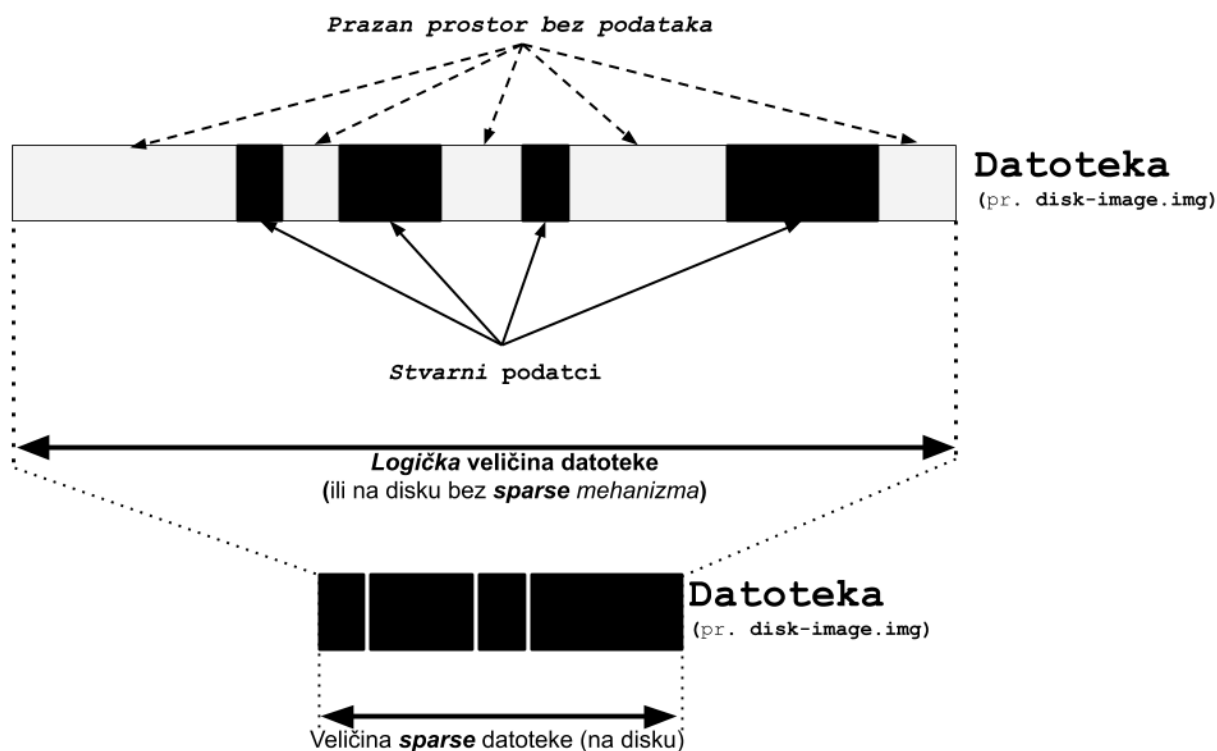 Prazan prostor bez podataka
Datoteka
(pr. disk-image.img)
Stvarni podatci
Logička veličina datoteke
(ili na disku bez sparse mehanizma)
Datoteka
(pr. disk-image.img)
Veličina sparse datoteke (na disku)